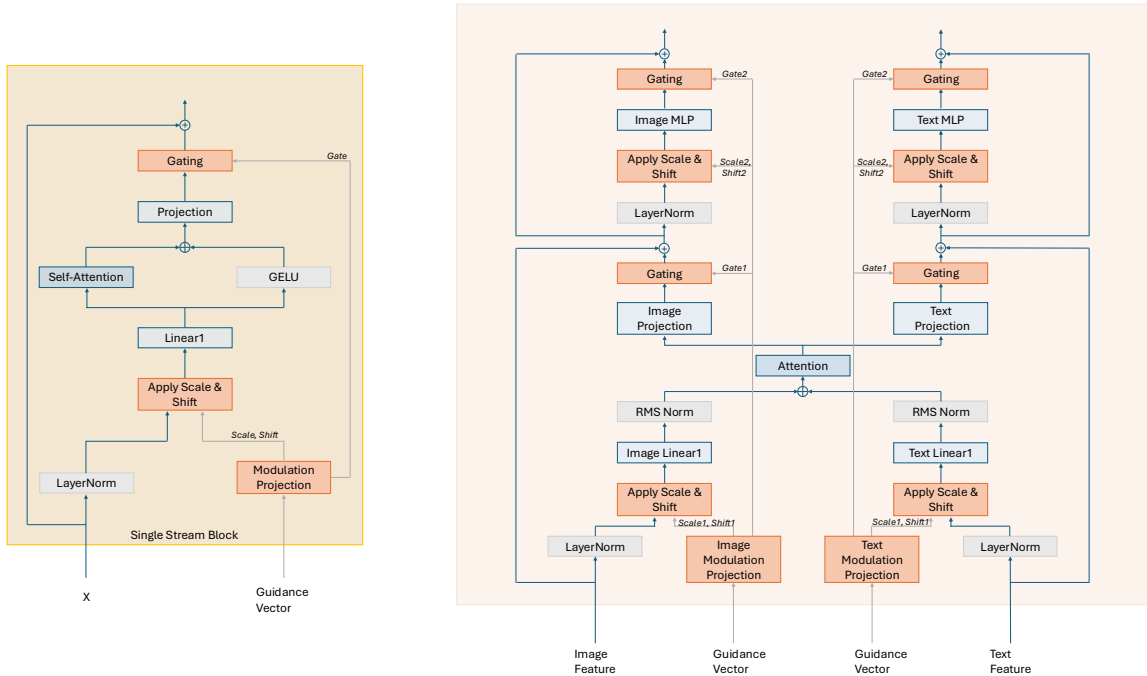 Gating
Gate
Projection
Self-Attention
GELU
Linear1
Apply Scale &
Shift
Scale, Shift
LayerNorm
Modulation
Projection
Single Stream Block
X
Guidance
Vector
Gating
Gate2
Image MLP
Apply Scale &
Shift
Scale2,
Shift2
LayerNorm
Gating
Gate1
Image
Projection
Gate2
Gating
Text MLP
Scale2,
Shift2
Apply Scale &
Shift
LayerNorm
Gate1
Gating
Text
Projection
Attention
RMS Norm
Image Linear1
Apply Scale &
Shift
Scale1, Shift1
LayerNorm
Image
Modulation
Projection
RMS Norm
Text Linear1
Apply Scale &
Shift
Scale1, Shift1
Text
Modulation
Projection
LayerNorm
Image
Feature
Guidance
Vector
Guidance
Vector
Text
Feature